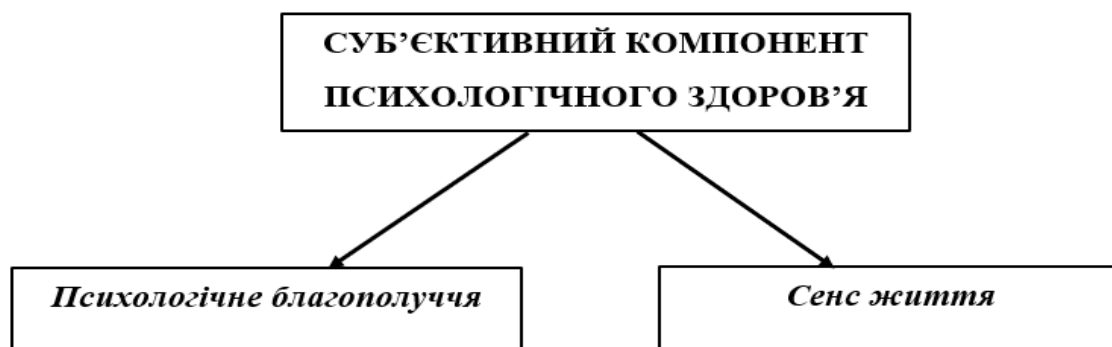 СУБ’ЄКТИВНИЙ КОМПОНЕНТ
ПСИХОЛОГІЧНОГО ЗДОРОВ’Я
Психологічне благополуччя
Сенс життя